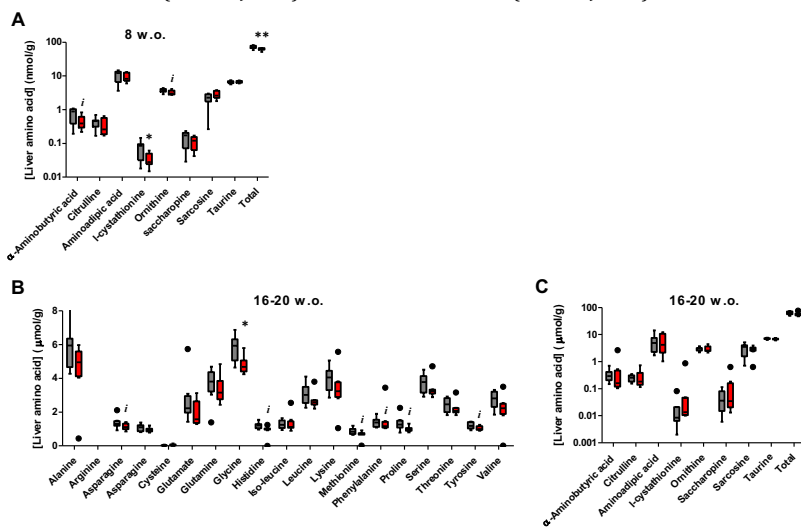 A
8 w.o.
**
[Liver amino acid] (nmol/g)
100
10
1
0.1
0.01
i
*
i
α-Aminobutyric acid
Citrulline
Aminoadipic acid
l-cystathionine
Ornithine
saccharopine
Sarcosine
Taurine
Total
B
16-20 w.o.
[Liver amino acid] (μmol/g)
8
6
4
2
0
i
*
i
i
i
i
i
Alanine
Arginine
Asparagine
Asparagine
Cysteine
Glutamate
Glutamine
Glycine
Histidine
Iso-leucine
Leucine
Lysine
Methionine
Phenylalanine
Proline
Serine
Threonine
Tyrosine
Valine
C
16-20 w.o.
[Liver amino acid] (μmol/g)
100
10
1
0.1
0.01
0.001
α-Aminobutyric acid
Citrulline
Aminoadipic acid
l-cystathionine
Ornithine
Saccharopine
Sarcosine
Taurine
Total